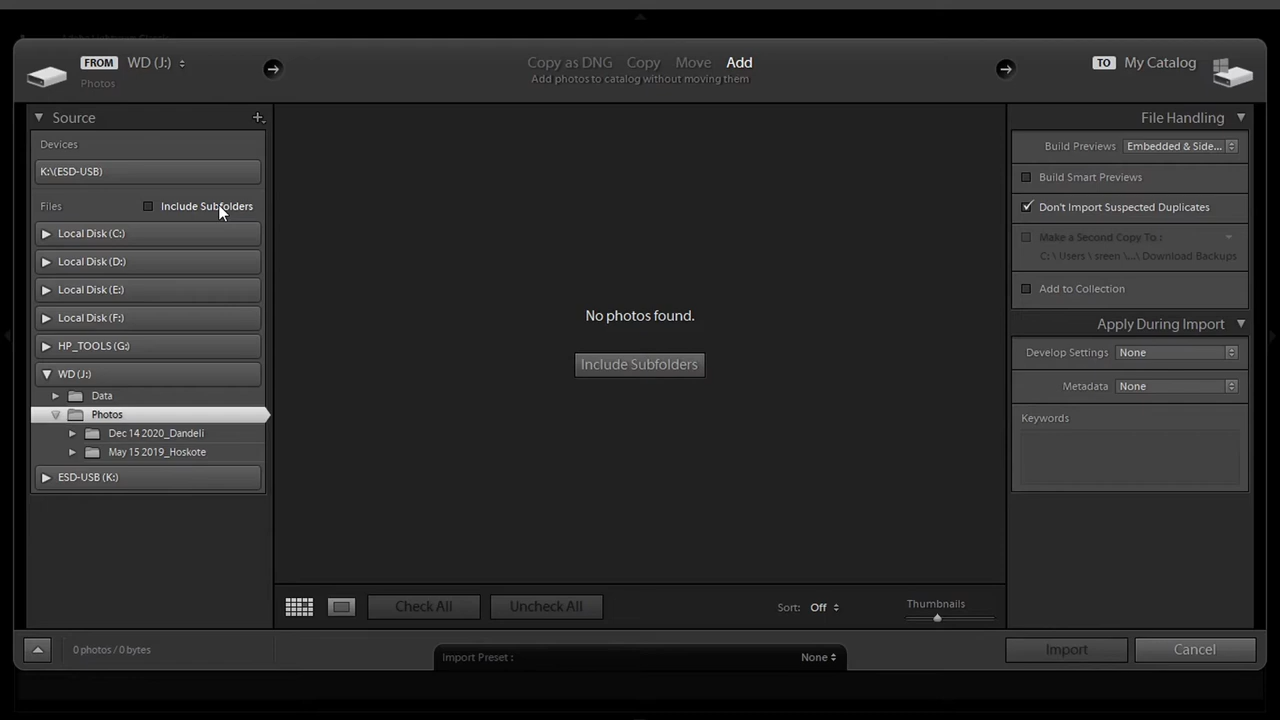 FROM WD (J:)
Photos
Copy as DNG Copy Move Add
Add photos to catalog without moving them
TO My Catalog
Source
Devices
K:\(ESD-USB)
Files Include Subfolders
Local Disk (C:)
Local Disk (D:)
Local Disk (E:)
Local Disk (F:)
HP_TOOLS (G:)
WD (J:)
Data
Photos
Dec 14 2020_Dandeli
May 15 2019_Hoskote
ESD-USB (K:)
No photos found.
Include Subfolders
File Handling
Build Previews Embedded & Side...
Build Smart Previews
Don't Import Suspected Duplicates
Make a Second Copy To :
C: \ Users \ sreen \...\ Download Backups
Add to Collection
Apply During Import
Develop Settings None
Metadata None
Keywords
Check All Uncheck All Sort: Off Thumbnails
0 photos / 0 bytes
Import Preset : None
Import Cancel